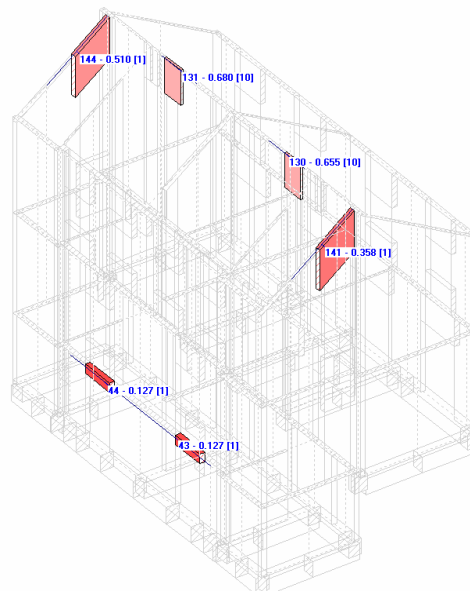 144 - 0.510 [1]
131 - 0.680 [10]
130 - 0.655 [10]
141 - 0.358 [1]
44 - 0.127 [1]
43 - 0.127 [1]